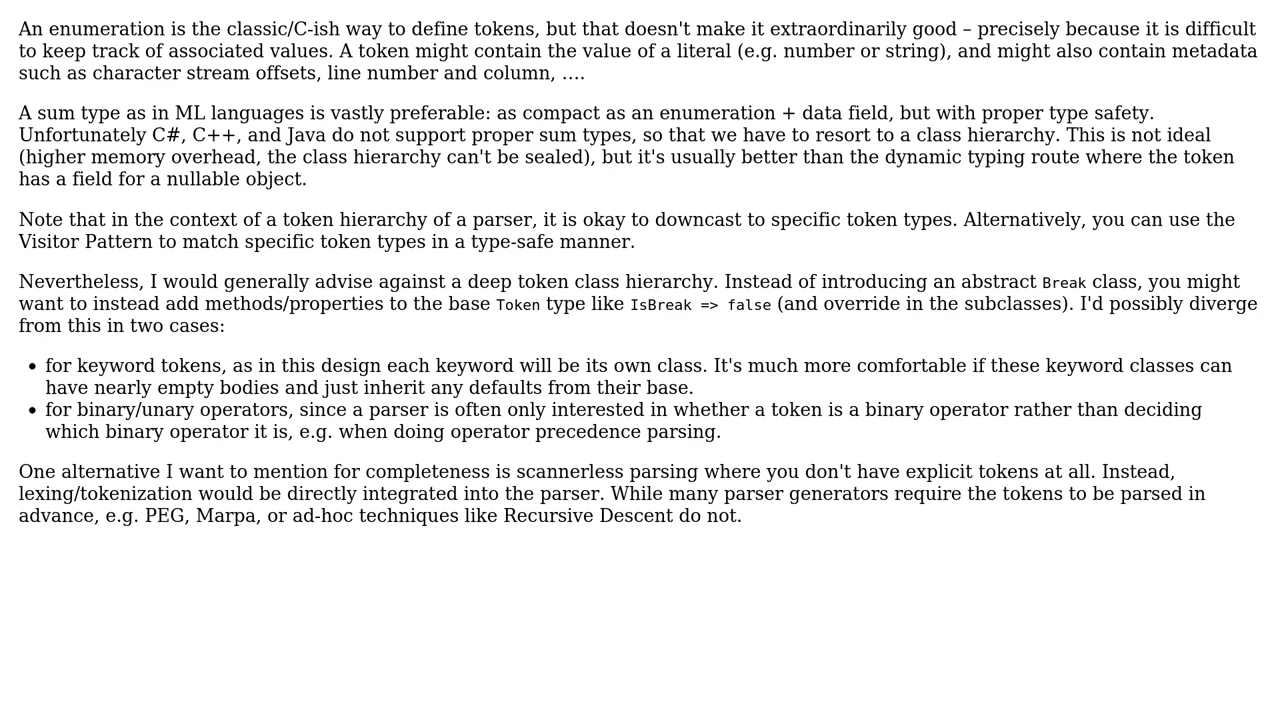 An enumeration is the classic/C-ish way to define tokens, but that doesn't make it extraordinarily good – precisely because it is difficult
to keep track of associated values. A token might contain the value of a literal (e.g. number or string), and might also contain metadata
such as character stream offsets, line number and column, ….
A sum type as in ML languages is vastly preferable: as compact as an enumeration + data field, but with proper type safety.
Unfortunately C#, C++, and Java do not support proper sum types, so that we have to resort to a class hierarchy. This is not ideal
(higher memory overhead, the class hierarchy can't be sealed), but it's usually better than the dynamic typing route where the token
has a field for a nullable object.
Note that in the context of a token hierarchy of a parser, it is okay to downcast to specific token types. Alternatively, you can use the
Visitor Pattern to match specific token types in a type-safe manner.
Nevertheless, I would generally advise against a deep token class hierarchy. Instead of introducing an abstract Break class, you might
want to instead add methods/properties to the base Token type like IsBreak => false (and override in the subclasses). I'd possibly diverge
from this in two cases:
• for keyword tokens, as in this design each keyword will be its own class. It's much more comfortable if these keyword classes can
have nearly empty bodies and just inherit any defaults from their base.
• for binary/unary operators, since a parser is often only interested in whether a token is a binary operator rather than deciding
which binary operator it is, e.g. when doing operator precedence parsing.
One alternative I want to mention for completeness is scannerless parsing where you don't have explicit tokens at all. Instead,
lexing/tokenization would be directly integrated into the parser. While many parser generators require the tokens to be parsed in
advance, e.g. PEG, Marpa, or ad-hoc techniques like Recursive Descent do not.